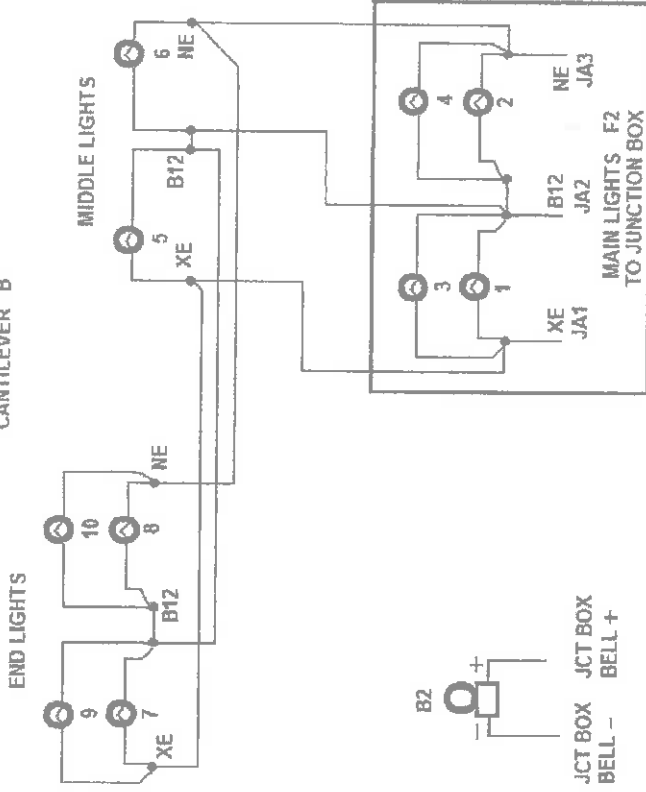 CANTILEVER B
END LIGHTS
MIDDLE LIGHTS
10
9
8
7
NE
B12
XE
6
NE
B12
5
XE
4
2
3
1
NE
JA3
B12
JA2
XE
JA1
MAIN LIGHTS F2
TO JUNCTION BOX
B2
+
–
JCT BOX
BELL +
JCT BOX
BELL –